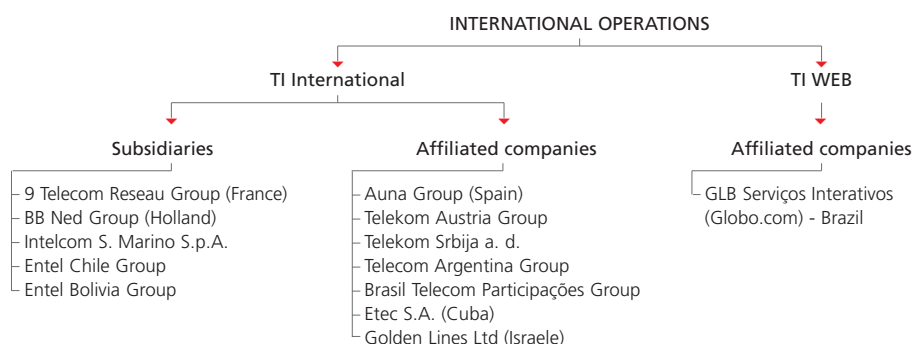 INTERNATIONAL OPERATIONS
TI International
TI WEB
Subsidiaries
Affiliated companies
Affiliated companies
9 Telecom Reseau Group (France)
BB Ned Group (Holland)
Intelcom S. Marino S.p.A.
Entel Chile Group
Entel Bolivia Group
Auna Group (Spain)
Telekom Austria Group
Telekom Srbija a. d.
Telecom Argentina Group
Brasil Telecom Participações Group
Etec S.A. (Cuba)
Golden Lines Ltd (Israele)
GLB Serviços Interativos
(Globo.com) - Brazil